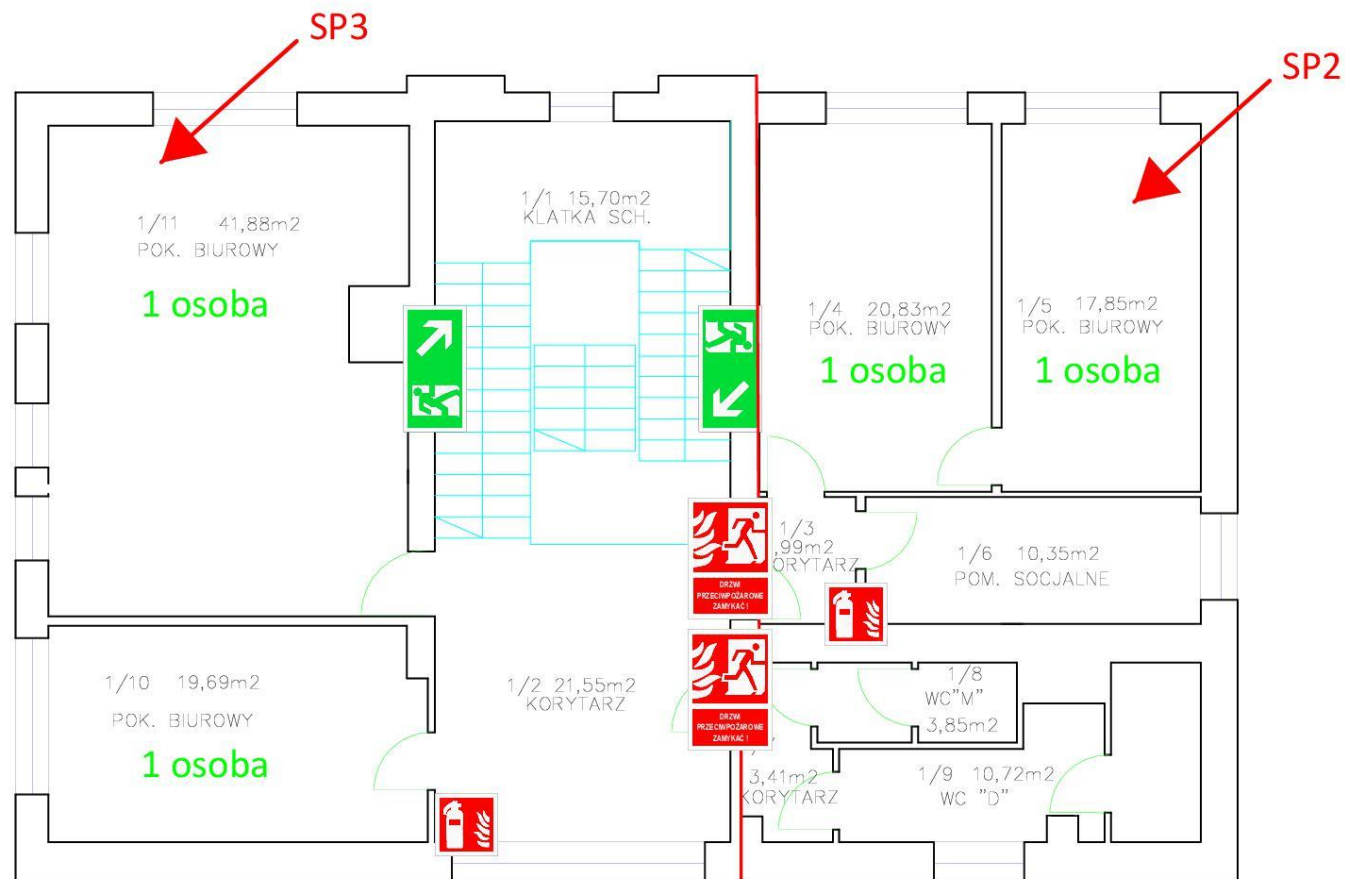 SP3
SP2
1/1 15,70m2
KLATKA SCH.
1/11 41,88m2
POK. BIUROWY
1 osoba
1/4 20,83m2
POK. BIUROWY
1 osoba
1/5 17,85m2
POK. BIUROWY
1 osoba
1/3
,99m2
ORYTARZ
1/6 10,35m2
POM. SOCJALNE
DRZWI
PRZECIWPOŻAROWE
ZAMYKAĆ!
1/10 19,69m2
POK. BIUROWY
1 osoba
1/2 21,55m2
KORYTARZ
DRZWI
PRZECIWPOŻAROWE
ZAMYKAĆ!
1/8
WC"M"
3,85m2
3,41m2
KORYTARZ
1/9 10,72m2
WC "D"